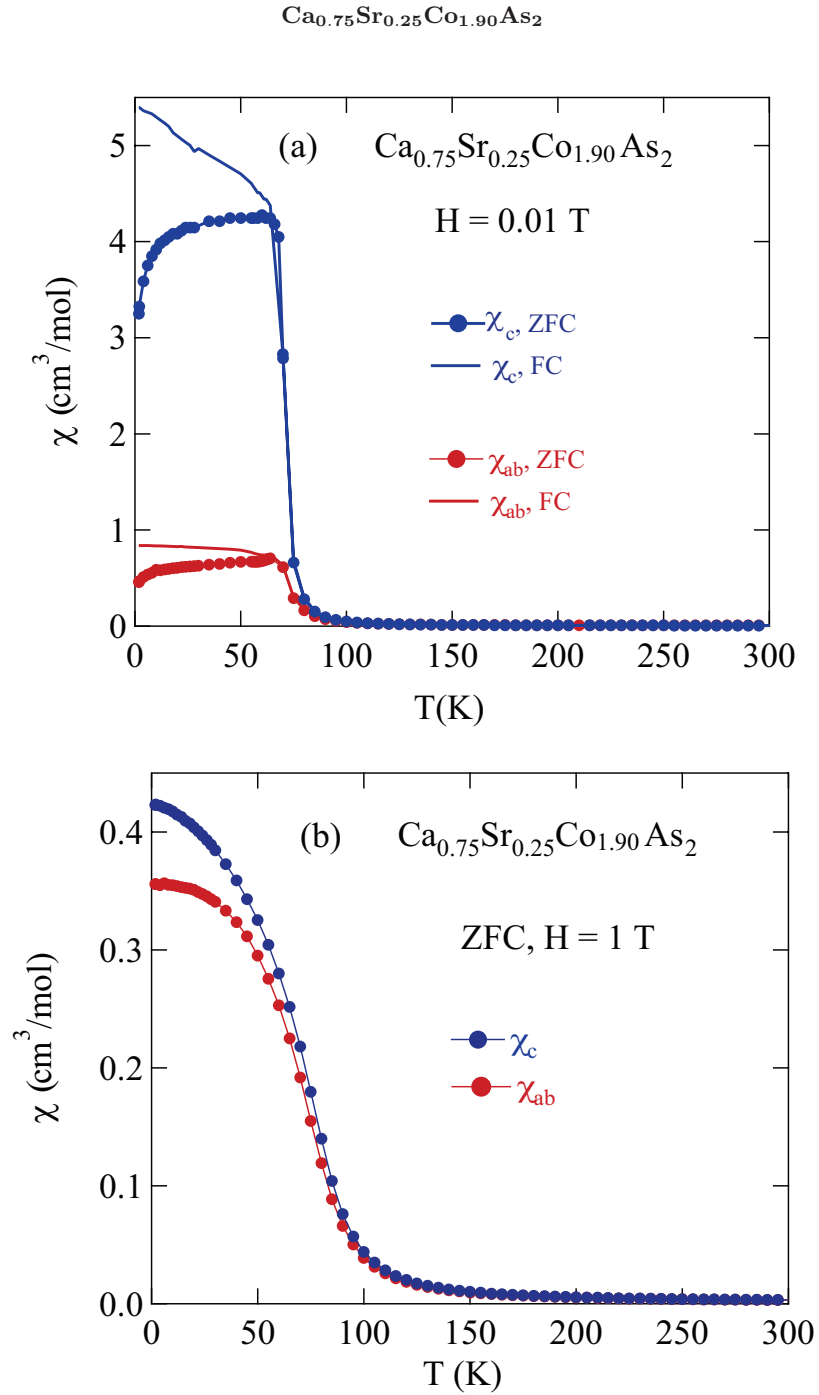 Ca0.75Sr0.25Co1.90As2
(a) Ca0.75Sr0.25Co1.90As2
H = 0.01 T
χc, ZFC
χc, FC
χab, ZFC
χab, FC
5
4
3
2
1
0
χ (cm3/mol)
0 50 100 150 200 250 300
T(K)
(b) Ca0.75Sr0.25Co1.90As2
ZFC, H = 1 T
χc
χab
0.4
0.3
0.2
0.1
0.0
χ (cm3/mol)
0 50 100 150 200 250 300
T (K)